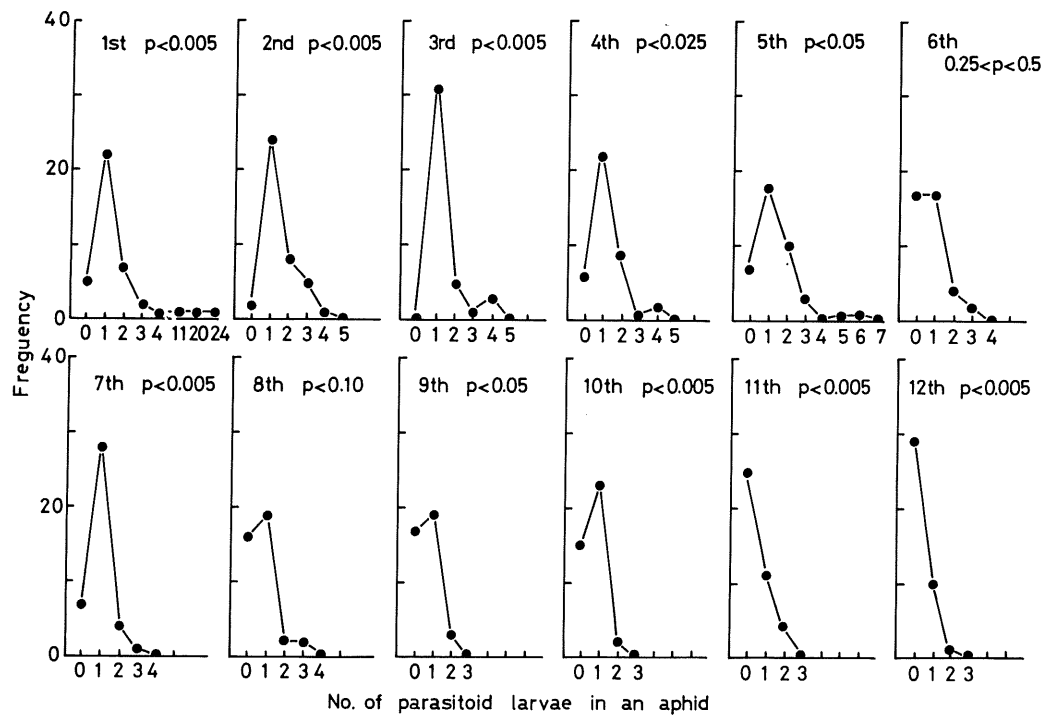 40
1st p<0.005
2nd p<0.005
3rd p<0.005
4th p<0.025
5th p<0.05
6th
0.25<p<0.5
20
0
0 1 2 3 4 11 20 24
0 1 2 3 4 5
0 1 2 3 4 5
0 1 2 3 4 5
0 1 2 3 4 5 6 7
0 1 2 3 4
Freguency
40
7th p<0.005
8th p<0.10
9th p<0.05
10th p<0.005
11th p<0.005
12th p<0.005
20
0
0 1 2 3 4
0 1 2 3 4
0 1 2 3
0 1 2 3
0 1 2 3
0 1 2 3
No. of parasitoid larvae in an aphid